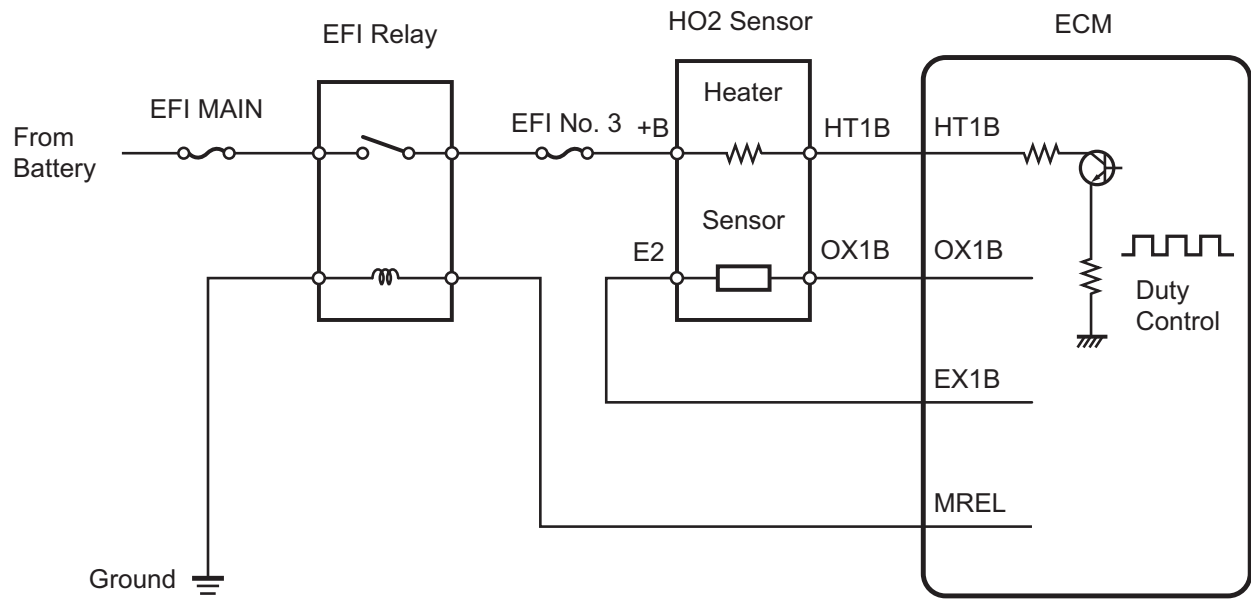 HO2 Sensor
ECM
EFI Relay
Heater
EFI MAIN
EFI No. 3
+B
HT1B
HT1B
From
Battery
Sensor
E2
OX1B
OX1B
Duty
Control
EX1B
MREL
Ground